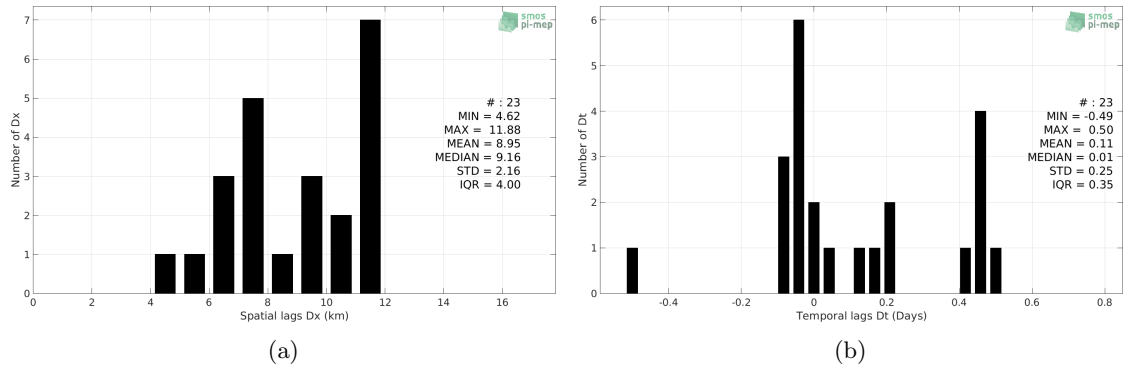 7
6
5
4
3
2
1
0
Number of Dx
0 2 4 6 8 10 12 14 16
Spatial lags Dx (km)
smos
pi-mep
# : 23
MIN = 4.62
MAX = 11.88
MEAN = 8.95
MEDIAN = 9.16
STD = 2.16
IQR = 4.00
(a)
6
5
4
3
2
1
0
Number of Dt
-0.4 -0.2 0 0.2 0.4 0.6 0.8
Temporal lags Dt (Days)
smos
pi-mep
# : 23
MIN = -0.49
MAX = 0.50
MEAN = 0.11
MEDIAN = 0.01
STD = 0.25
IQR = 0.35
(b)